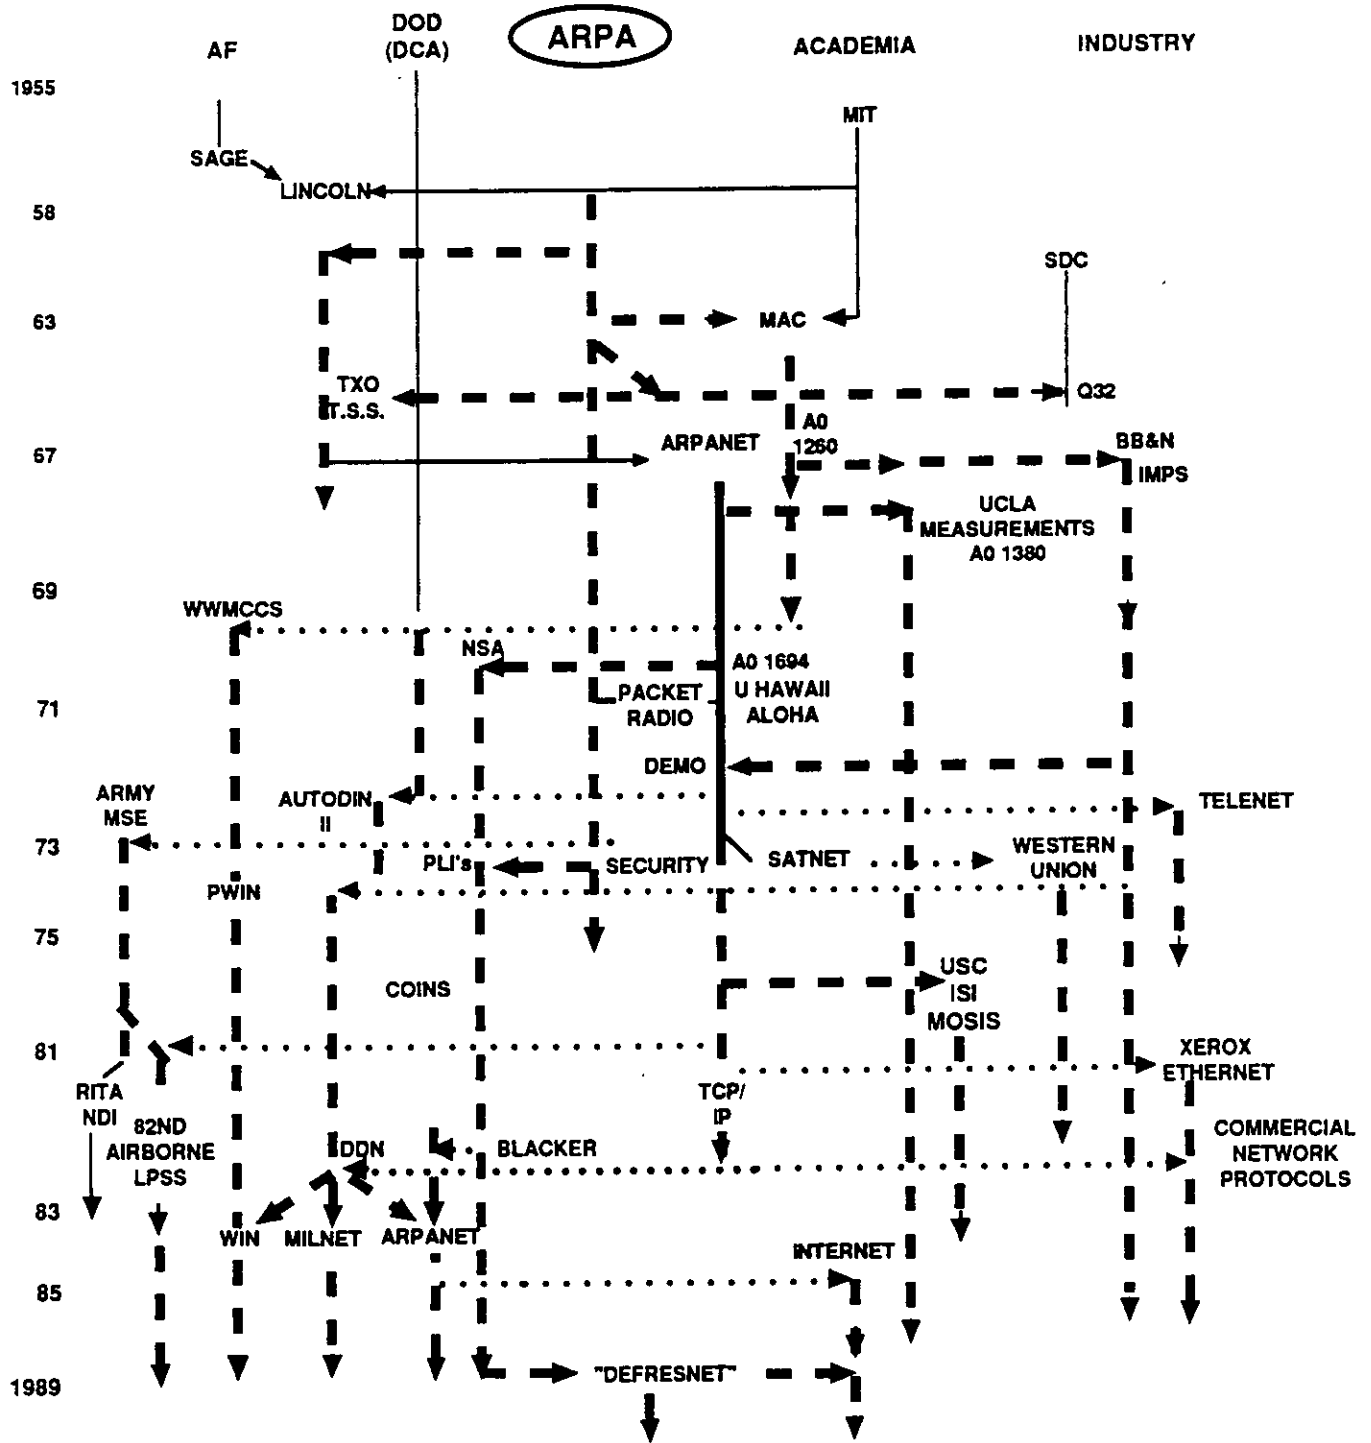 AF
DOD
(DCA)
ARPA
ACADEMIA
INDUSTRY
1955
MIT
SAGE
LINCOLN
58
SDC
63
MAC
TXO
T.S.S.
Q32
A0
1260
ARPANET
67
BB&N
IMPS
UCLA
MEASUREMENTS
A0 1380
69
WWMCCS
NSA
A0 1694
U HAWAII
ALOHA
PACKET
RADIO
71
DEMO
ARMY
MSE
AUTODIN
II
TELENET
73
PLI's
SECURITY
SATNET
WESTERN
UNION
PWIN
75
COINS
USC
ISI
MOSIS
81
XEROX
ETHERNET
RITA
NDI
TCP/
IP
82ND
AIRBORNE
LPSS
DDN
BLACKER
COMMERCIAL
NETWORK
PROTOCOLS
83
WIN
MILNET
ARPANET
INTERNET
85
"DEFRESNET"
1989